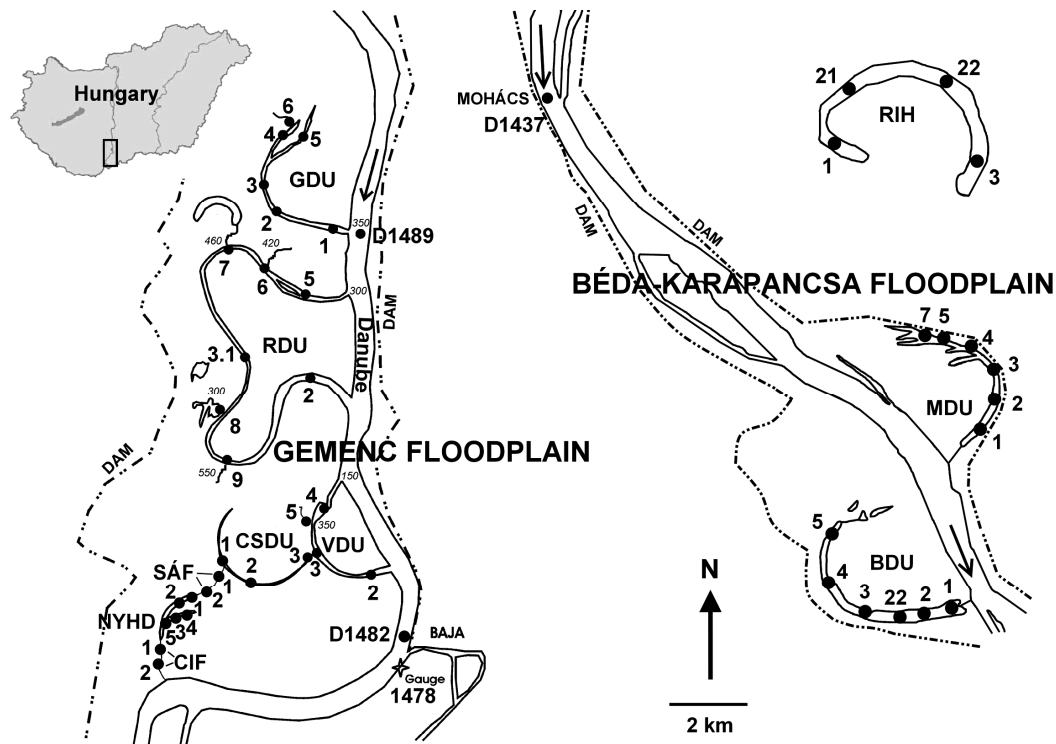 Hungary
6
4
5
GDU
3
2
1
350
D1489
460
7
420
6
5
300
DAM
Danube
RDU
3.1
2
300
8
DAM
GEMENC FLOODPLAIN
550
9
150
4
5
350
CSDU
VDU
1
2
3
3
2
SÁF
1
2
2
1
NYHD
5
3
4
1
CIF
2
D1482
BAJA
Gauge
1478
MOHÁCS
D1437
DAM
DAM
21
22
RIH
1
3
BÉDA-KARAPANCSA FLOODPLAIN
7
5
4
3
MDU
2
1
5
BDU
4
3
22
2
1
N
2 km